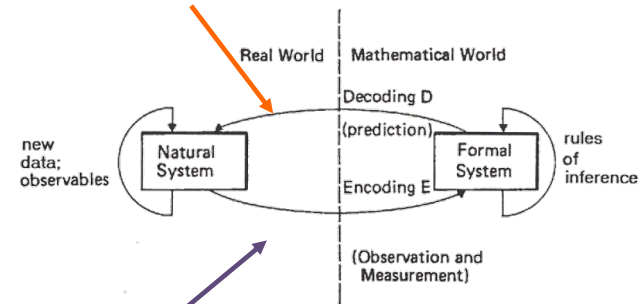 Real World
Mathematical World
Decoding D
(prediction)
new
data;
observables
Natural
System
Formal
System
rules
of
inference
Encoding E
(Observation and
Measurement)